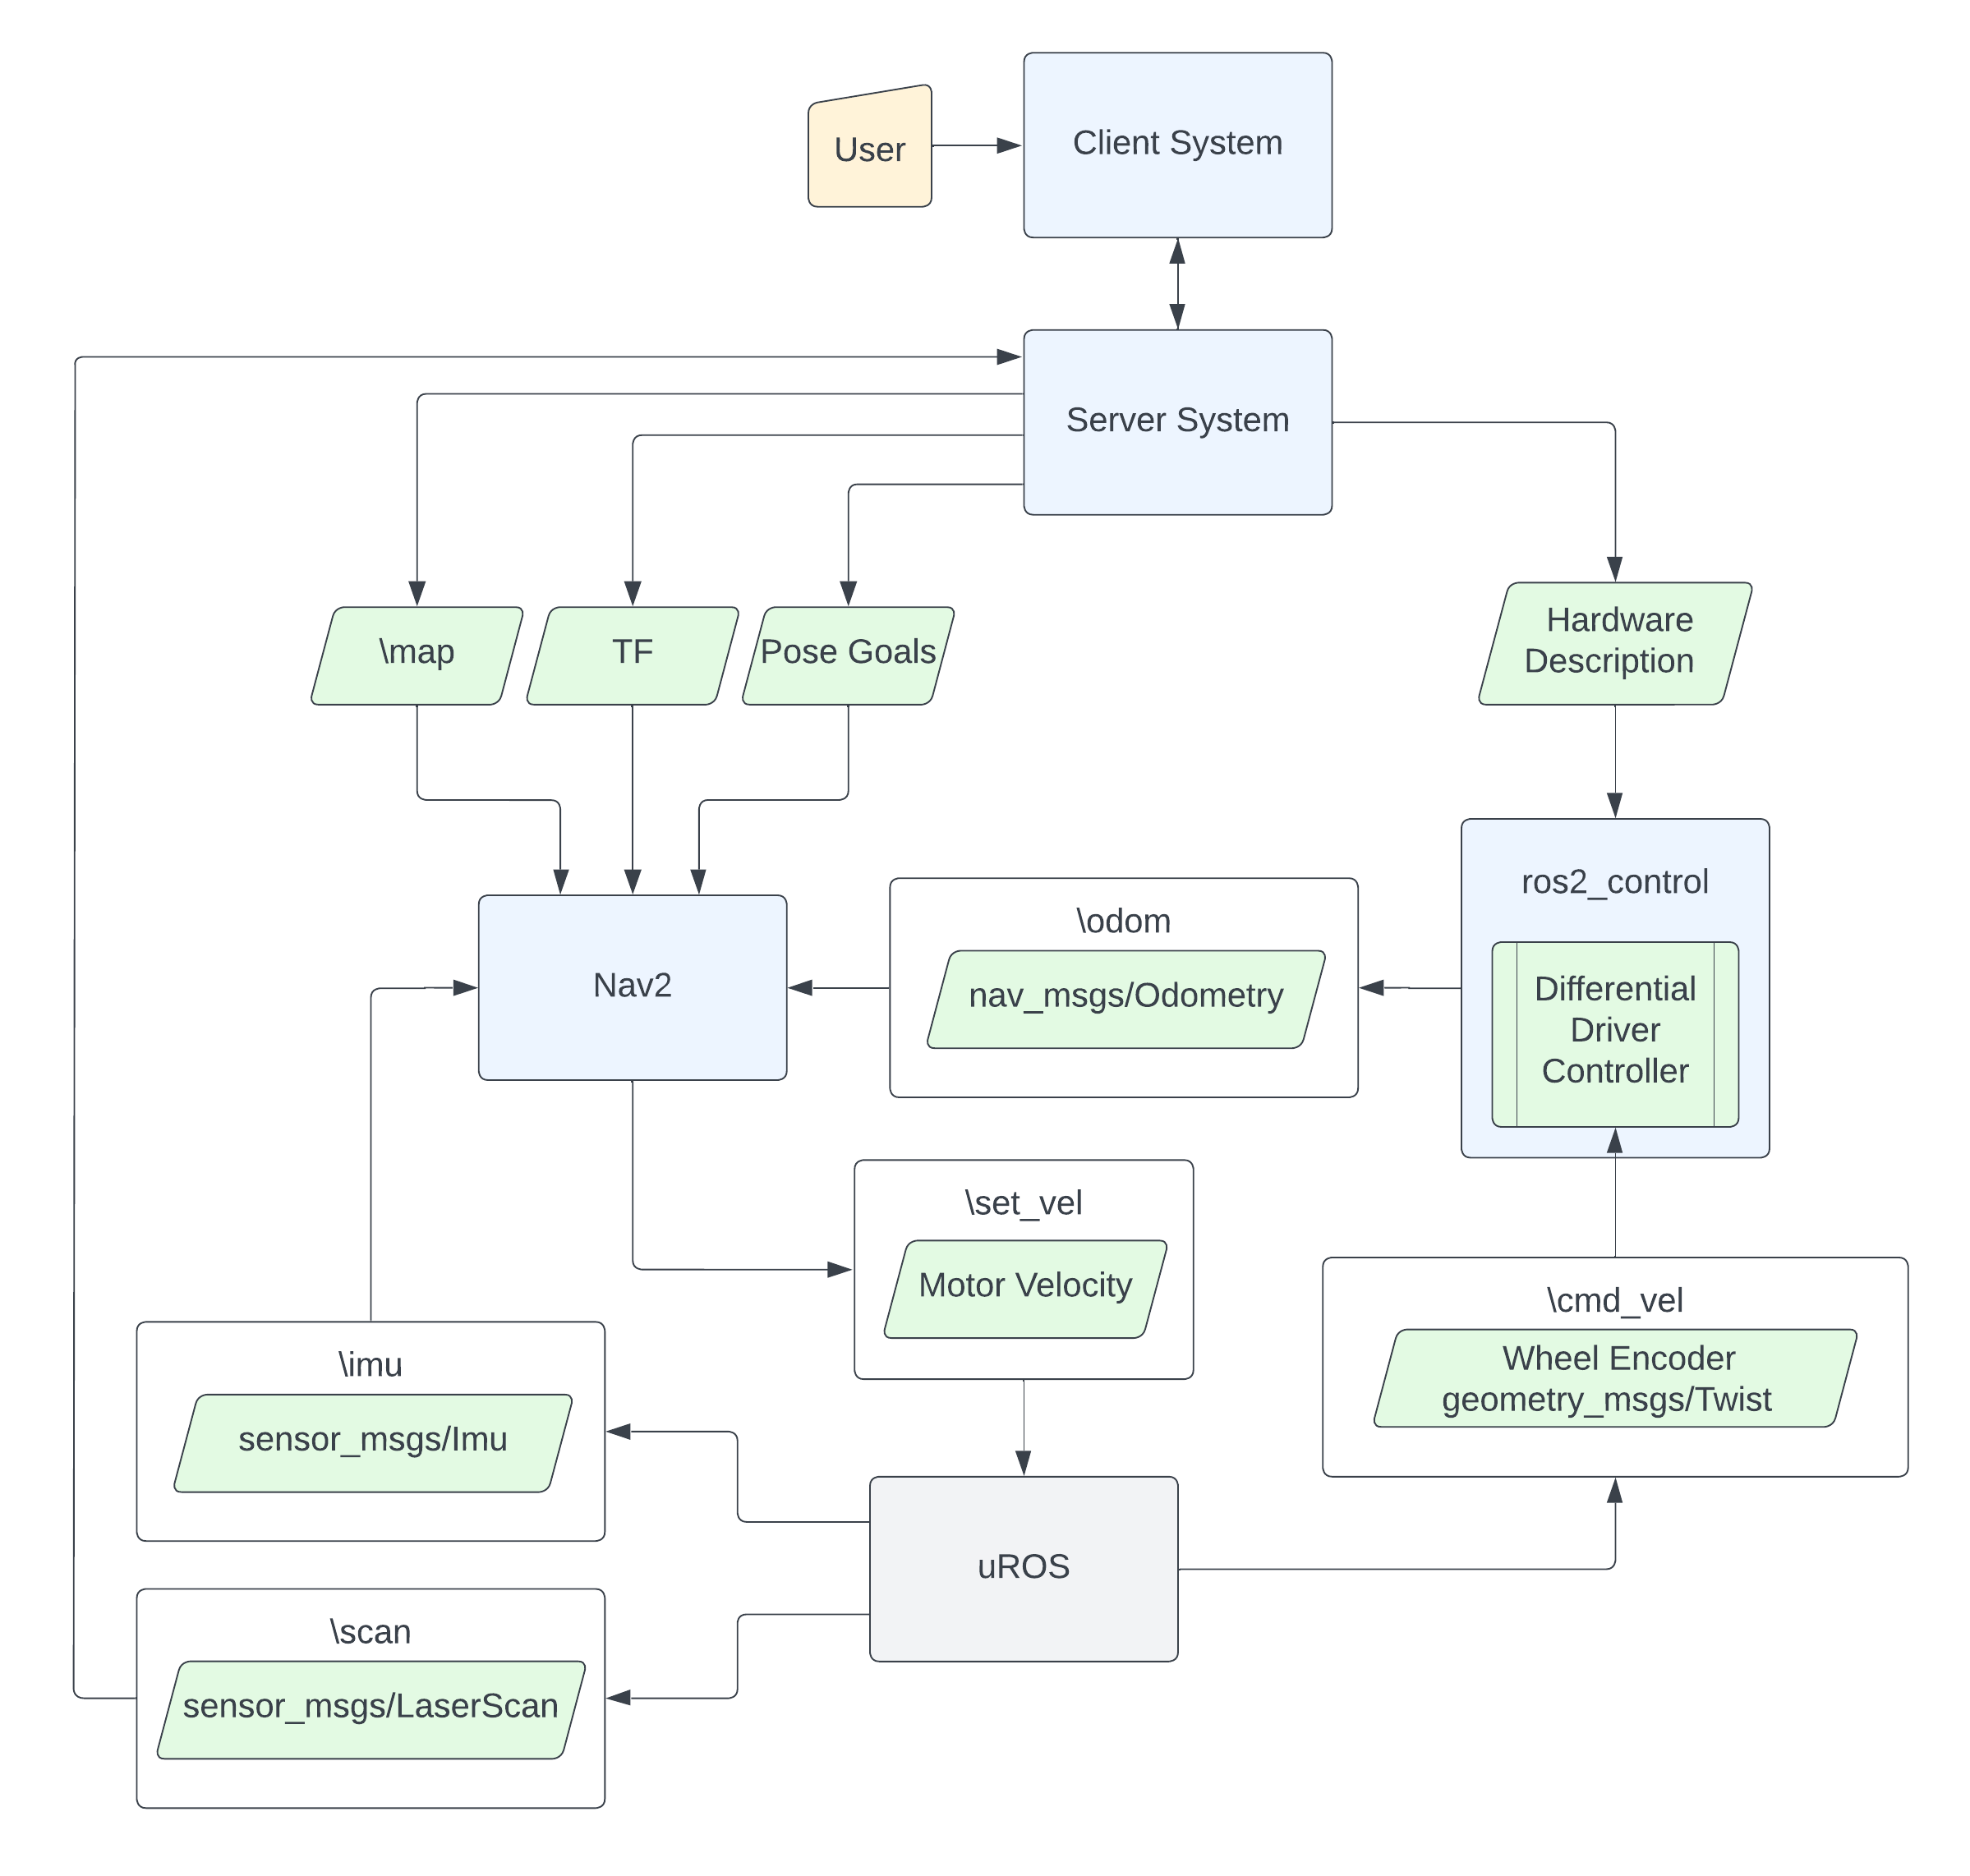 Client System
User
Server System
\map
TF
Pose Goals
Hardware
Description
ros2_control
Differential
Driver
Controller
\odom
nav_msgs/Odometry
Nav2
\set_vel
Motor Velocity
\cmd_vel
Wheel Encoder
geometry_msgs/Twist
\imu
sensor_msgs/Imu
uROS
\scan
sensor_msgs/LaserScan